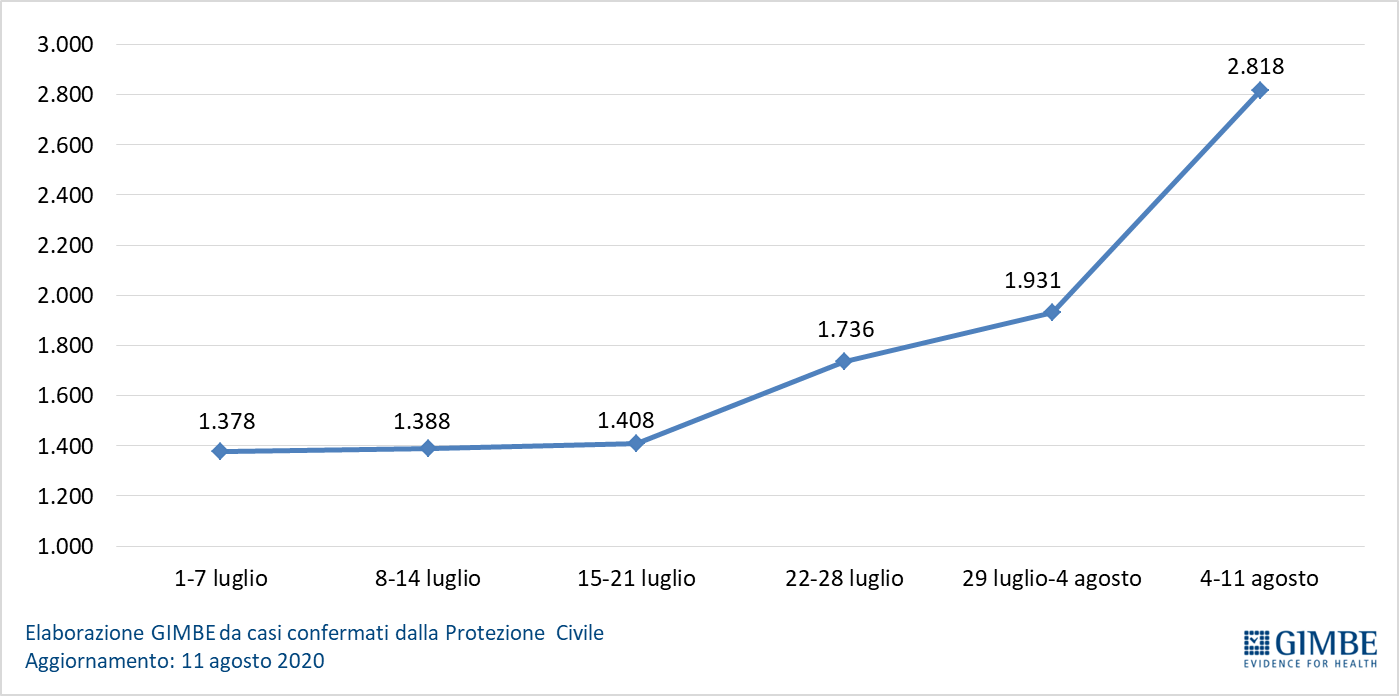 3.000
2.800
2.600
2.400
2.200
2.000
1.800
1.600
1.400
1.200
1.000
1.378
1.388
1.408
1.736
1.931
2.818
1-7 luglio
8-14 luglio
15-21 luglio
22-28 luglio
29 luglio-4 agosto
4-11 agosto
Elaborazione GIMBE da casi confermati dalla Protezione Civile
Aggiornamento: 11 agosto 2020
GIMBE
EVIDENCE FOR HEALTH